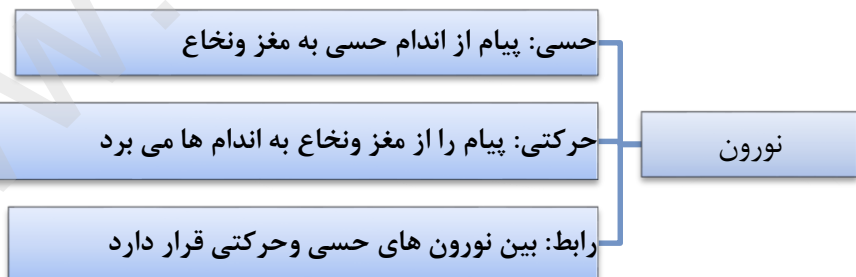 نورون
حسی: پیام از اندام حسی به مغز ونخاع
حرکتی: پیام را از مغز ونخاع به اندام ها می برد
رابط: بین نورون های حسی وحرکتی قرار دارد